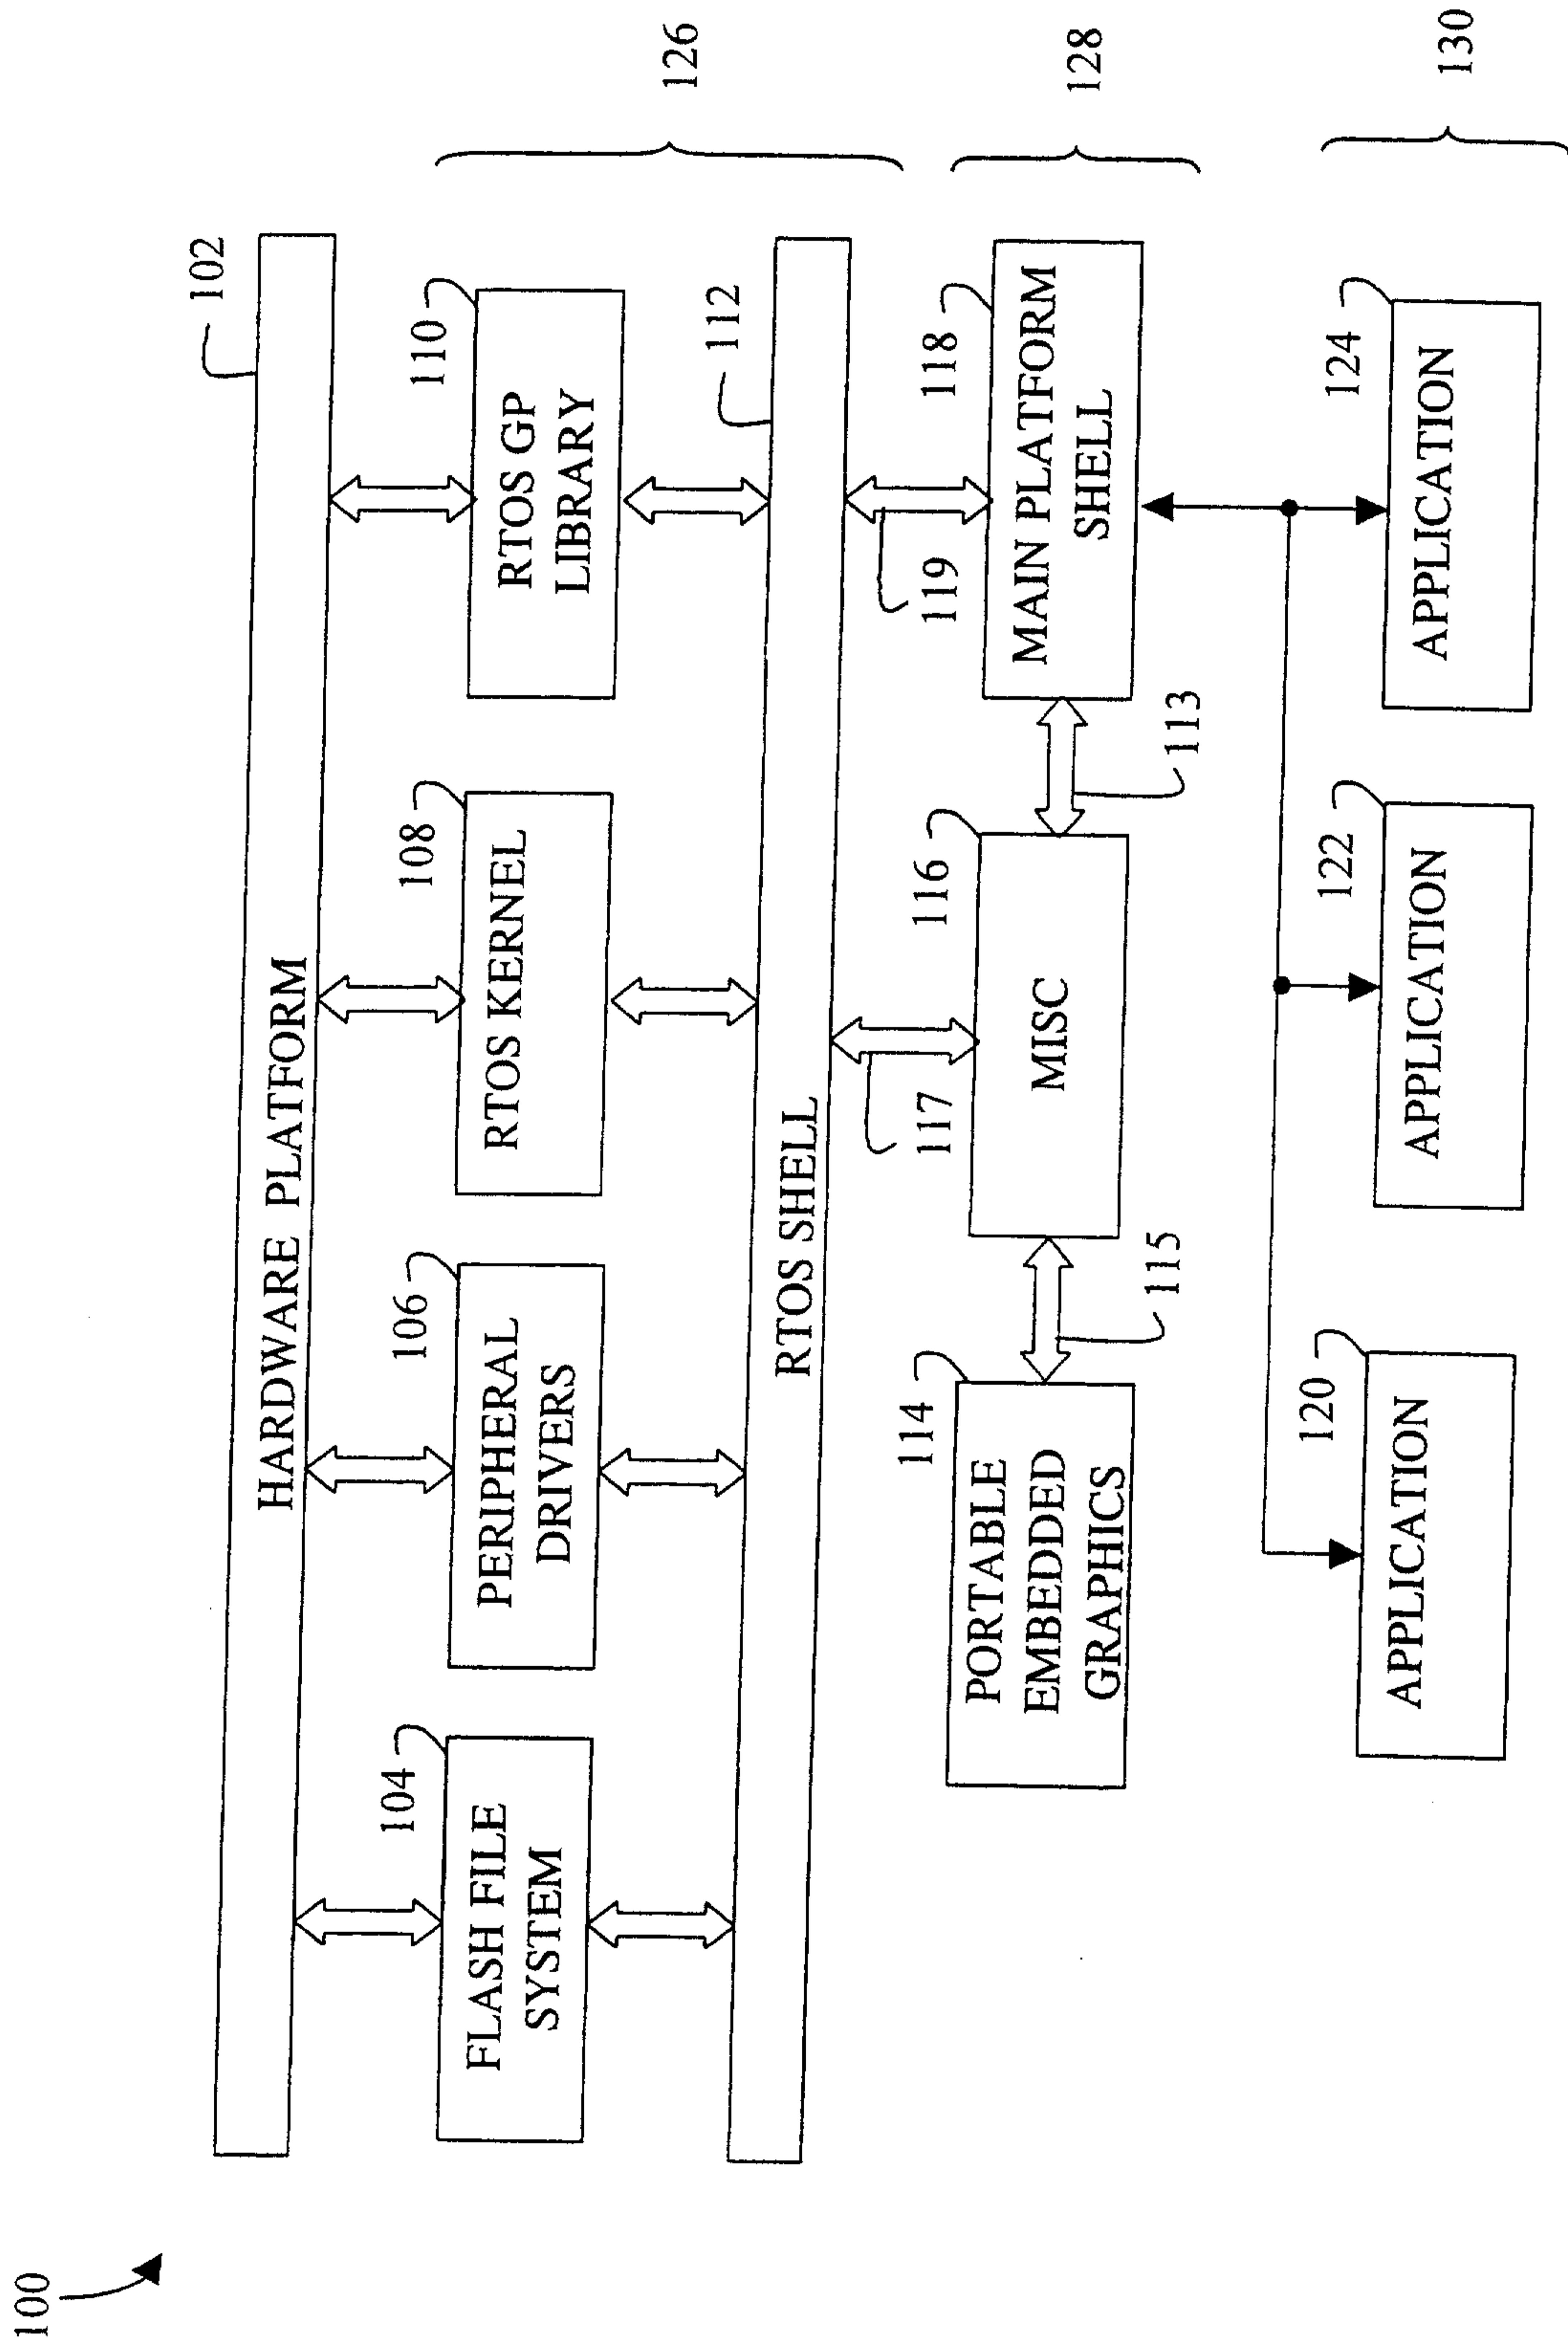 100
HARDWARE PLATFORM
102
104
106
108
110
FLASH FILE
SYSTEM
PERIPHERAL
DRIVERS
RTOS KERNEL
RTOS GP
LIBRARY
126
RTOS SHELL
112
117
119
114
116
118
PORTABLE
EMBEDDED
GRAPHICS
MISC
MAIN PLATFORM
SHELL
128
115
113
120
122
124
APPLICATION
APPLICATION
APPLICATION
130